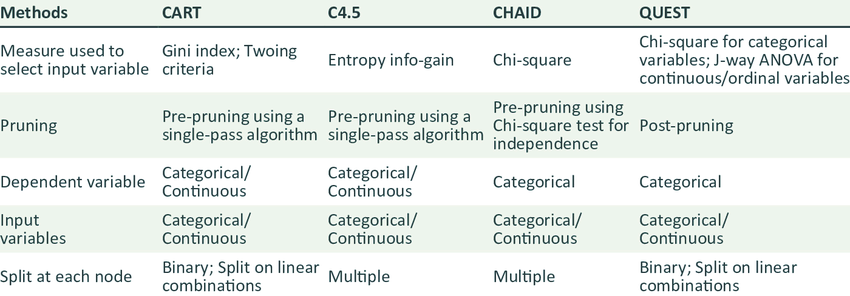 Methods CART C4.5 CHAID QUEST
Measure used to
select input variable
Gini index; Twoing
criteria
Entropy info-gain
Chi-square
Chi-square for categorical
variables; J-way ANOVA for
continuous/ordinal variables
Pruning
Pre-pruning using a
single-pass algorithm
Pre-pruning using a
single-pass algorithm
Pre-pruning using
Chi-square test for
independence
Post-pruning
Dependent variable
Categorical/
Continuous
Categorical/
Continuous
Categorical
Categorical
Input
variables
Categorical/
Continuous
Categorical/
Continuous
Categorical/
Continuous
Categorical/
Continuous
Split at each node
Binary; Split on linear
combinations
Multiple
Multiple
Binary; Split on linear
combinations